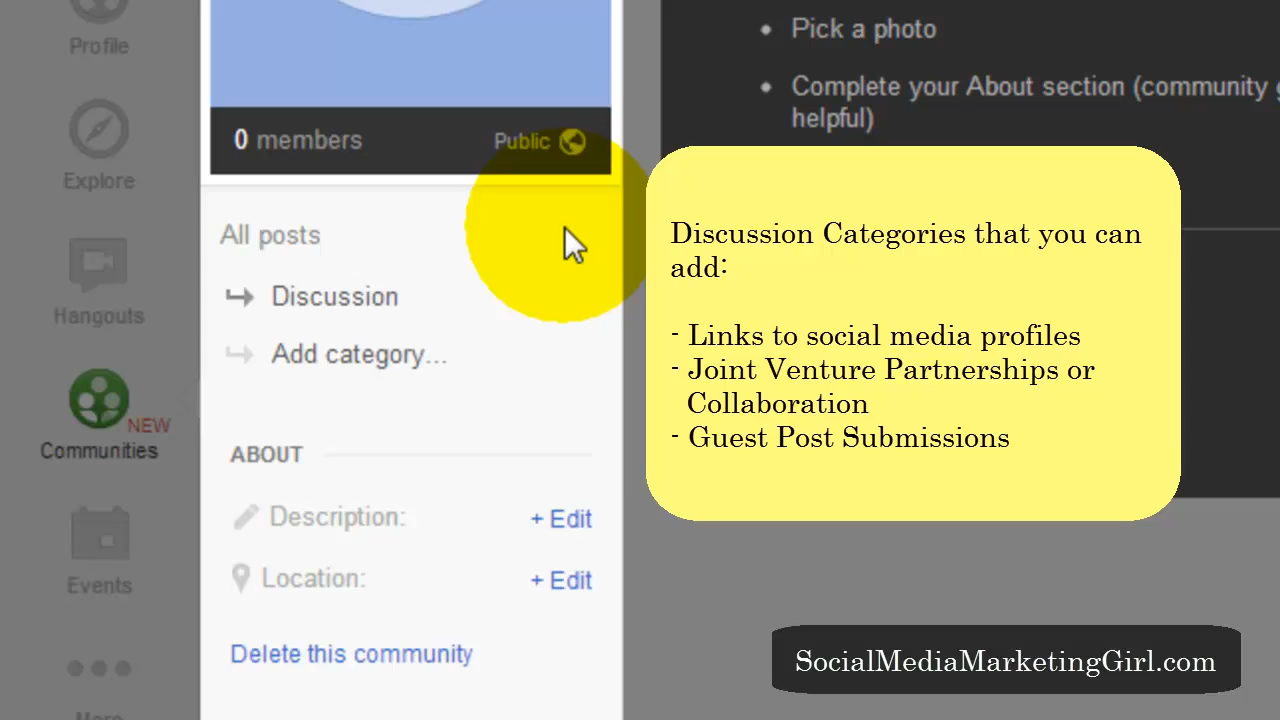 Profile
Explore
Hangouts
NEW
Communities
Events
0 members
Public
All posts
Discussion
Add category...
ABOUT
Description:
+ Edit
Location:
+ Edit
Delete this community
• Pick a photo
• Complete your About section (community g
helpful)
Discussion Categories that you can
add:
- Links to social media profiles
- Joint Venture Partnerships or
Collaboration
- Guest Post Submissions
SocialMediaMarketingGirl.com